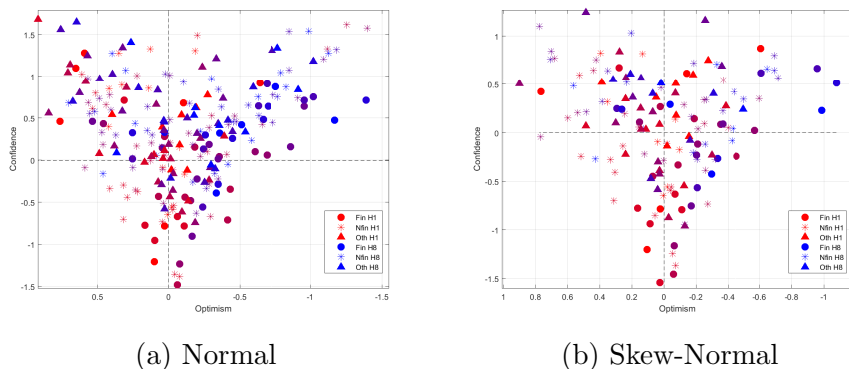 2
1.5
1
0.5
0
-0.5
-1
-1.5
Confidence
0.5
0
-0.5
-1
-1.5
Optimism
Fin H1
Nfin H1
Oth H1
Fin H8
Nfin H8
Oth H8
(a) Normal
1
0.5
0
0.5
-1
-1.5
Confidence
1
0.8
0.6
0.4
0.2
0
-0.2
-0.4
-0.6
-0.8
-1
Optimism
Fin H1
Nfin H1
Oth H1
Fin H8
Nfin H8
Oth H8
(b) Skew-Normal